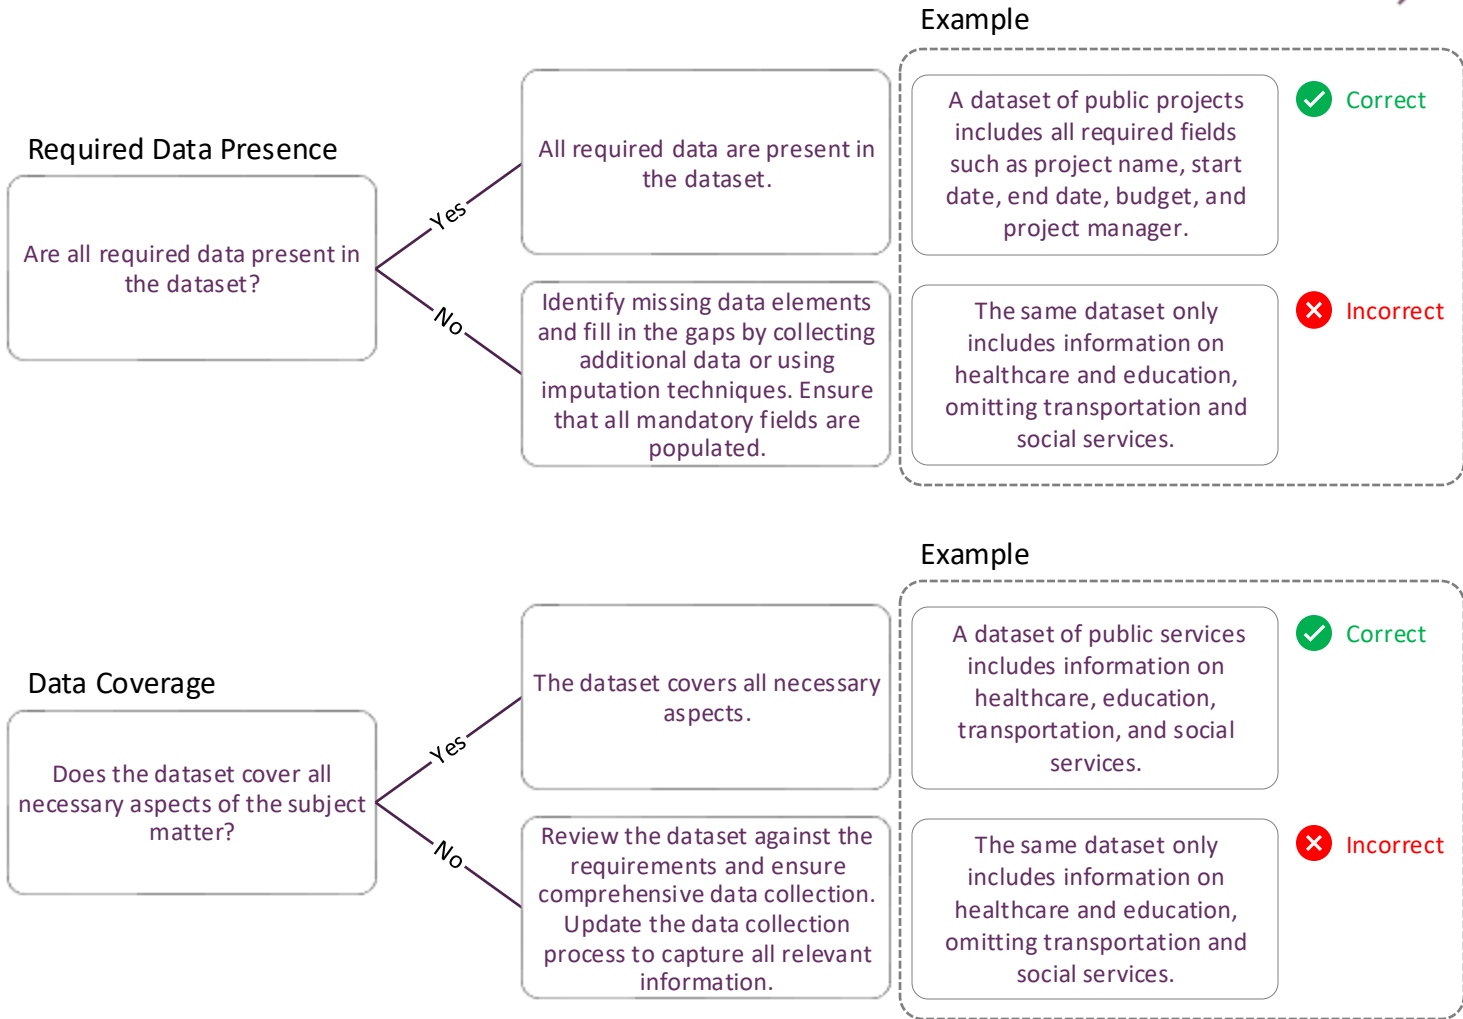 Example
Required Data Presence
Are all required data present in
the dataset?
Yes
No
All required data are present in
the dataset.
Identify missing data elements
and fill in the gaps by collecting
additional data or using
imputation techniques. Ensure
that all mandatory fields are
populated.
A dataset of public projects
includes all required fields
such as project name, start
date, end date, budget, and
project manager.
Correct
The same dataset only
includes information on
healthcare and education,
omitting transportation and
social services.
Incorrect
Example
Data Coverage
Does the dataset cover all
necessary aspects of the subject
matter?
Yes
No
The dataset covers all necessary
aspects.
Review the dataset against the
requirements and ensure
comprehensive data collection.
Update the data collection
process to capture all relevant
information.
A dataset of public services
includes information on
healthcare, education,
transportation, and social
services.
Correct
The same dataset only
includes information on
healthcare and education,
omitting transportation and
social services.
Incorrect